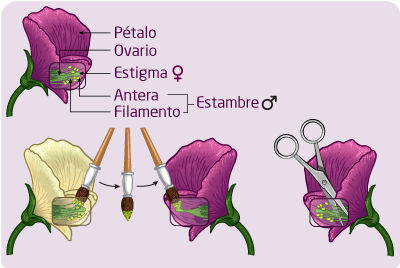 Pétalo
Ovario
Estigma ♀
Antera
Filamento
Estambre ♂